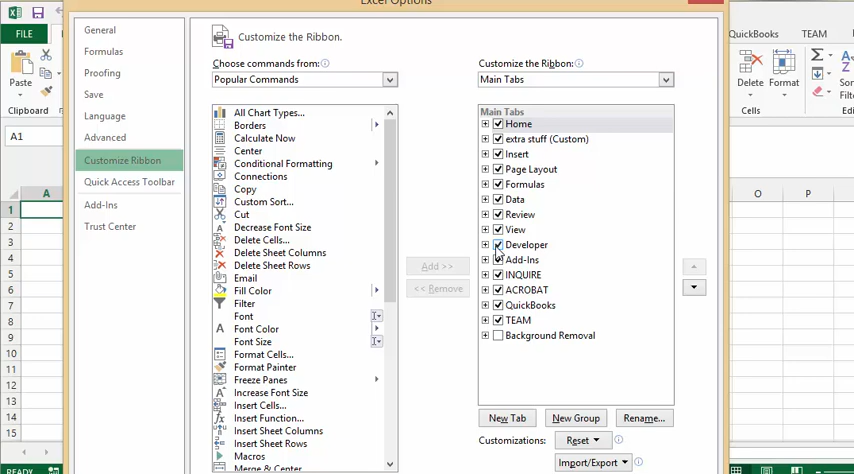 Excel Options
FILE
QuickBooks
TEAM
Paste
Clipboard
Delete
Format
Cells
A1
A
O
P
1
2
3
4
5
6
7
8
9
10
11
12
13
14
15
READY
General
Formulas
Proofing
Save
Language
Advanced
Customize Ribbon
Quick Access Toolbar
Add-Ins
Trust Center
Customize the Ribbon.
Choose commands from:
Popular Commands
All Chart Types...
Borders
Calculate Now
Center
Conditional Formatting
Connections
Copy
Custom Sort...
Cut
Decrease Font Size
Delete Cells...
Delete Sheet Columns
Delete Sheet Rows
Email
Fill Color
Filter
Font
Font Color
Font Size
Format Cells...
Format Painter
Freeze Panes
Increase Font Size
Insert Cells...
Insert Function...
Insert Sheet Columns
Insert Sheet Rows
Macros
Merge & Center
Add >>
<< Remove
Customize the Ribbon:
Main Tabs
Main Tabs
Home
extra stuff (Custom)
Insert
Page Layout
Formulas
Data
Review
View
Developer
Add-Ins
INQUIRE
ACROBAT
QuickBooks
TEAM
Background Removal
New Tab
New Group
Rename...
Customizations:
Reset
Import/Export